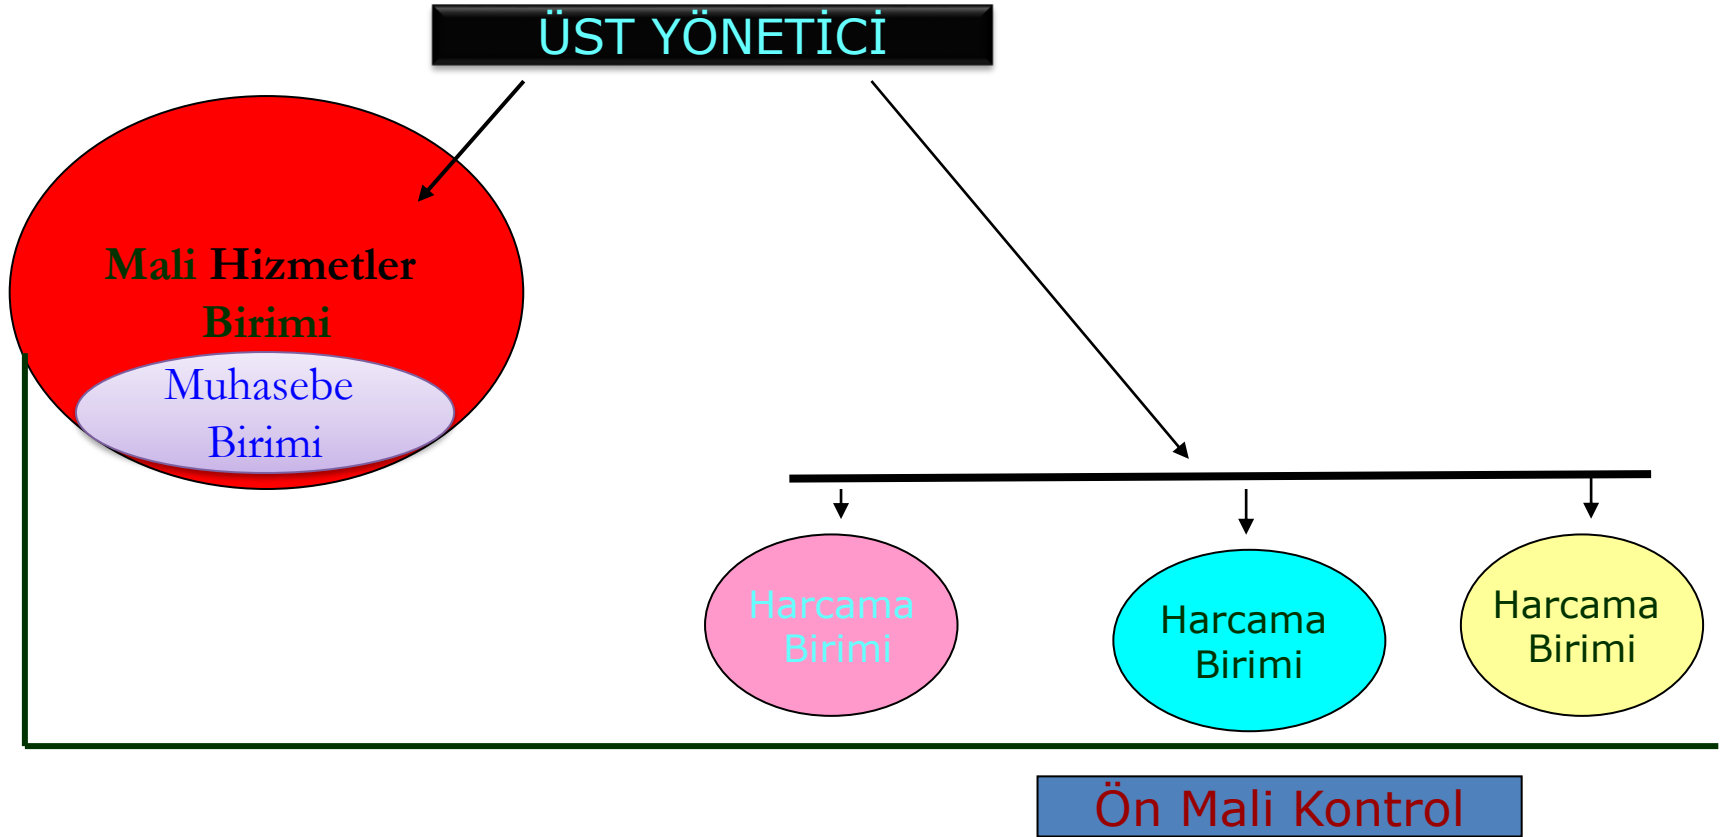 ÜST YÖNETİCİ
Mali Hizmetler
Birimi
Muhasebe
Birimi
Harcama
Birimi
Harcama
Birimi
Harcama
Birimi
Ön Mali Kontrol